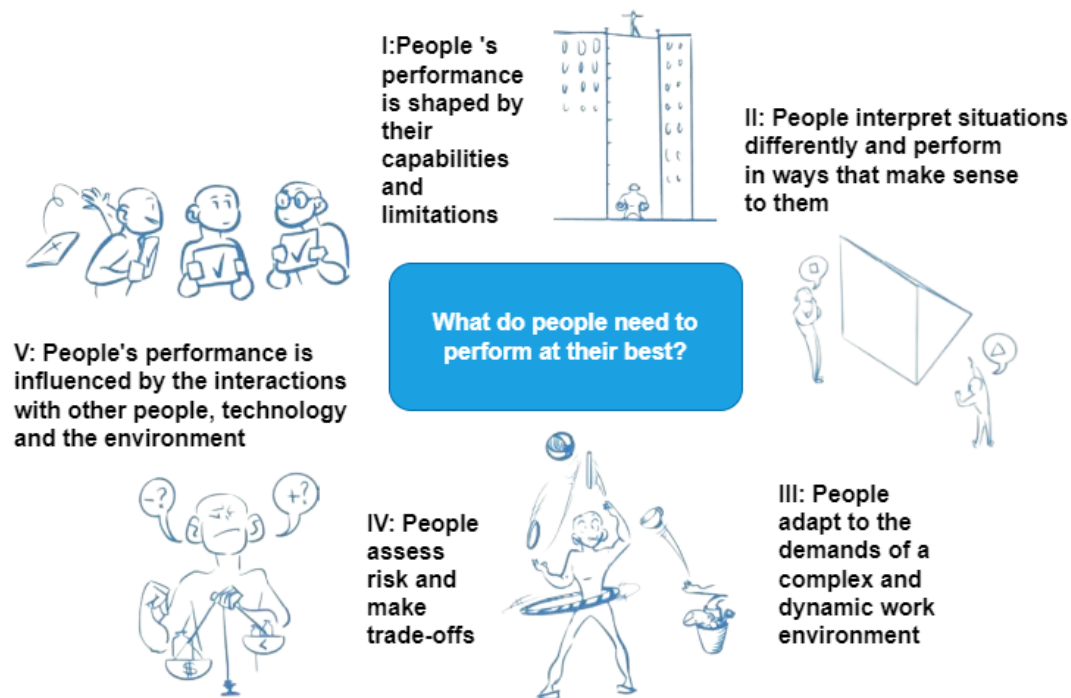 I:People 's
performance
is shaped by
their
capabilities
and
limitations
II: People interpret situations
differently and perform
in ways that make sense
to them
What do people need to
perform at their best?
V: People's performance is
influenced by the interactions
with other people, technology
and the environment
III: People
adapt to the
demands of a
complex and
dynamic work
environment
IV: People
assess
risk and
make
trade-offs
-?
+?
$